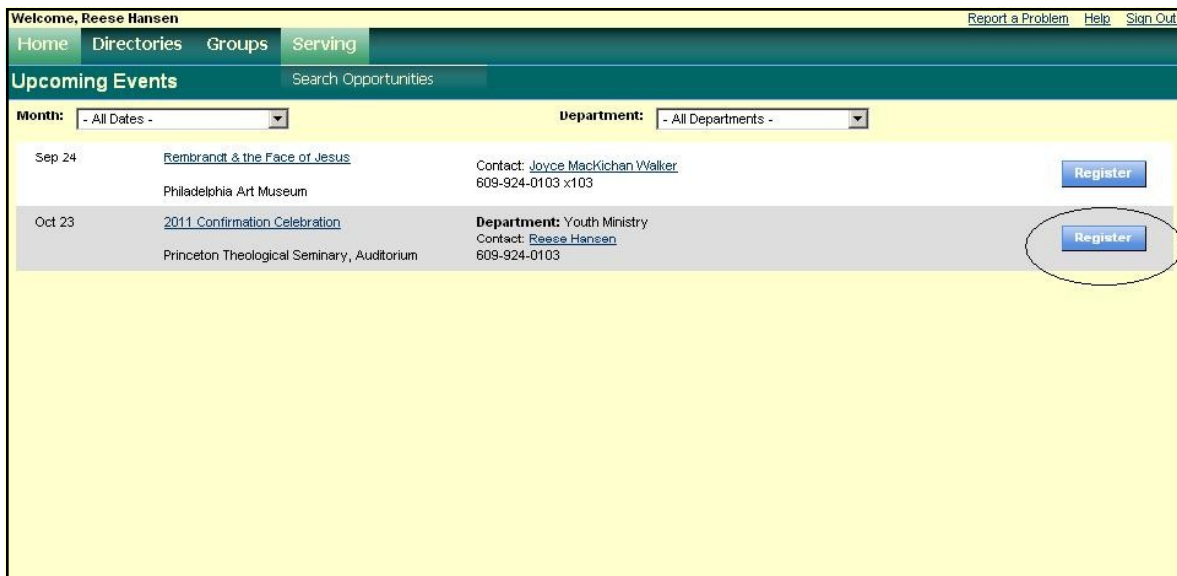 Welcome, Reese Hansen
Report a Problem Help Sign Out
Home Directories Groups Serving
Upcoming Events
Search Opportunities
Month: - All Dates -
Department: - All Departments -
Sep 24
Rembrandt & the Face of Jesus
Philadelphia Art Museum
Contact: Joyce MacKichan Walker
609-924-0103 x103
Register
Oct 23
2011 Confirmation Celebration
Princeton Theological Seminary, Auditorium
Department: Youth Ministry
Contact: Reese Hansen
609-924-0103
Register